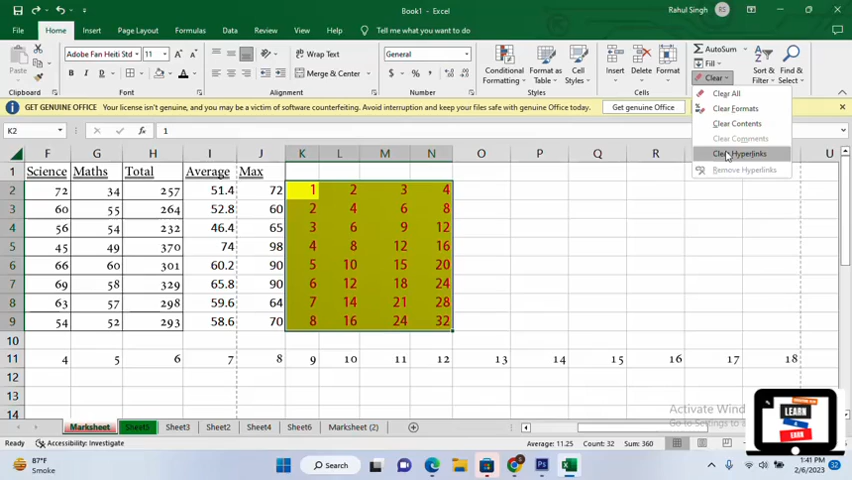 Book1 - Excel
Rahul Singh RS
File Home Insert Page Layout Formulas Data Review View Help Tell me what you want to do
Paste
Adobe Fan Heiti Std 11
Wrap Text
General
AutoSum
B I U
Merge & Center
$ % ,
Conditional Formatting
Format as Table
Cell Styles
Insert Delete Format
Fill
Clear
Sort & Filter
Find & Select
Clipboard Font Alignment Number Styles Cells
Clear All
Clear Formats
Clear Contents
Clear Comments
Clear Hyperlinks
Remove Hyperlinks
GET GENUINE OFFICE Your license isn't genuine, and you may be a victim of software counterfeiting. Avoid interruption and keep your files safe with genuine Office today. Get genuine Office
K2 fx 1
F G H I J K L M N O P Q R U
1 Science Maths Total Average Max
2 72 34 257 51.4 72 1 2 3 4
3 60 55 264 52.8 60 2 4 6 8
4 56 54 232 46.4 65 3 6 9 12
5 45 49 370 74 98 4 8 12 16
6 66 60 301 60.2 90 5 10 15 20
7 69 58 329 65.8 90 6 12 18 24
8 63 57 298 59.6 64 7 14 21 28
9 54 52 293 58.6 70 8 16 24 32
10
11 4 5 6 7 8 9 10 11 12 13 14 15 16 17 18
12
13
14
Activate Wind
Go to Settings to a
LEARN
&
EARN
Marksheet Sheet5 Sheet3 Sheet2 Sheet4 Sheet6 Marksheet (2)
Ready Accessibility: Investigate Average: 11.25 Count: 32 Sum: 360
87°F
Smoke
Search
1:41 PM
2/6/2023
32